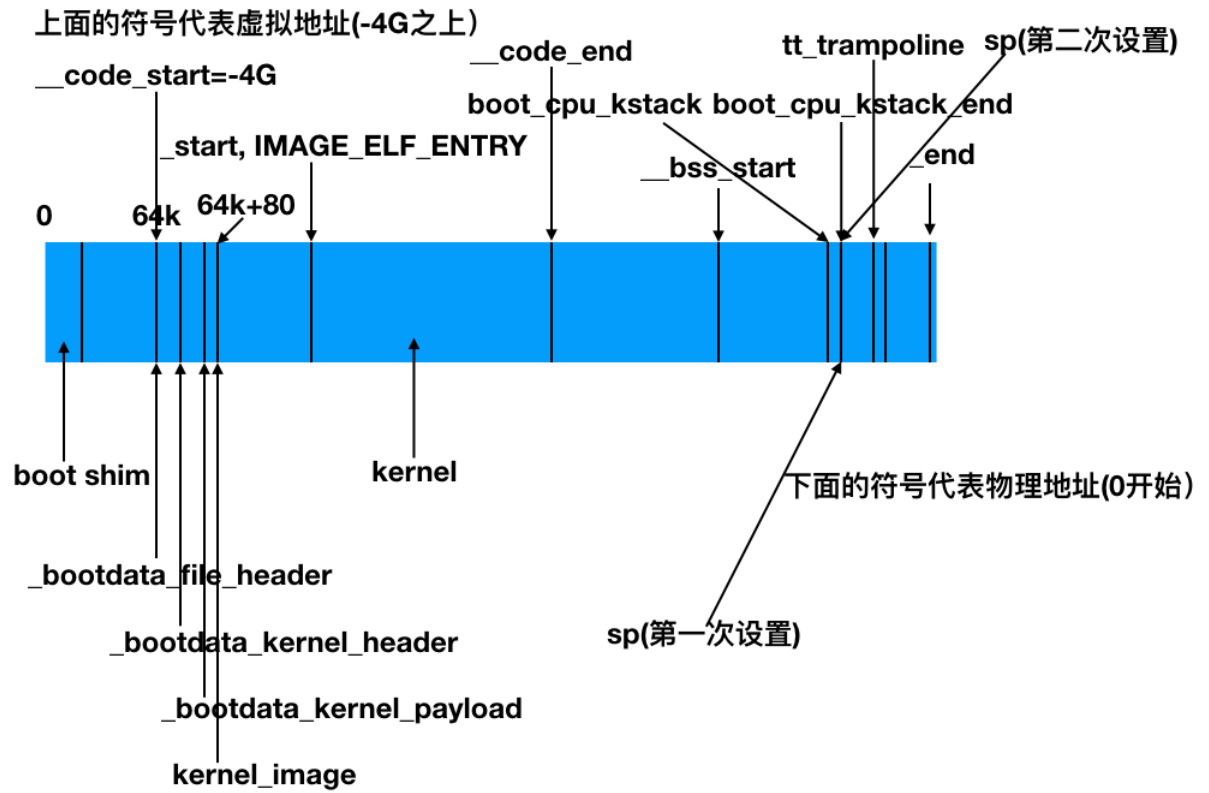 上面的符号代表虚拟地址(-4G之上）
__code_start=-4G
__code_end
tt_trampoline
sp(第二次设置)
boot_cpu_kstack
boot_cpu_kstack_end
_start, IMAGE_ELF_ENTRY
__bss_start
_end
0
64k
64k+80
boot shim
kernel
下面的符号代表物理地址(0开始）
_bootdata_file_header
_bootdata_kernel_header
sp(第一次设置)
_bootdata_kernel_payload
kernel_image